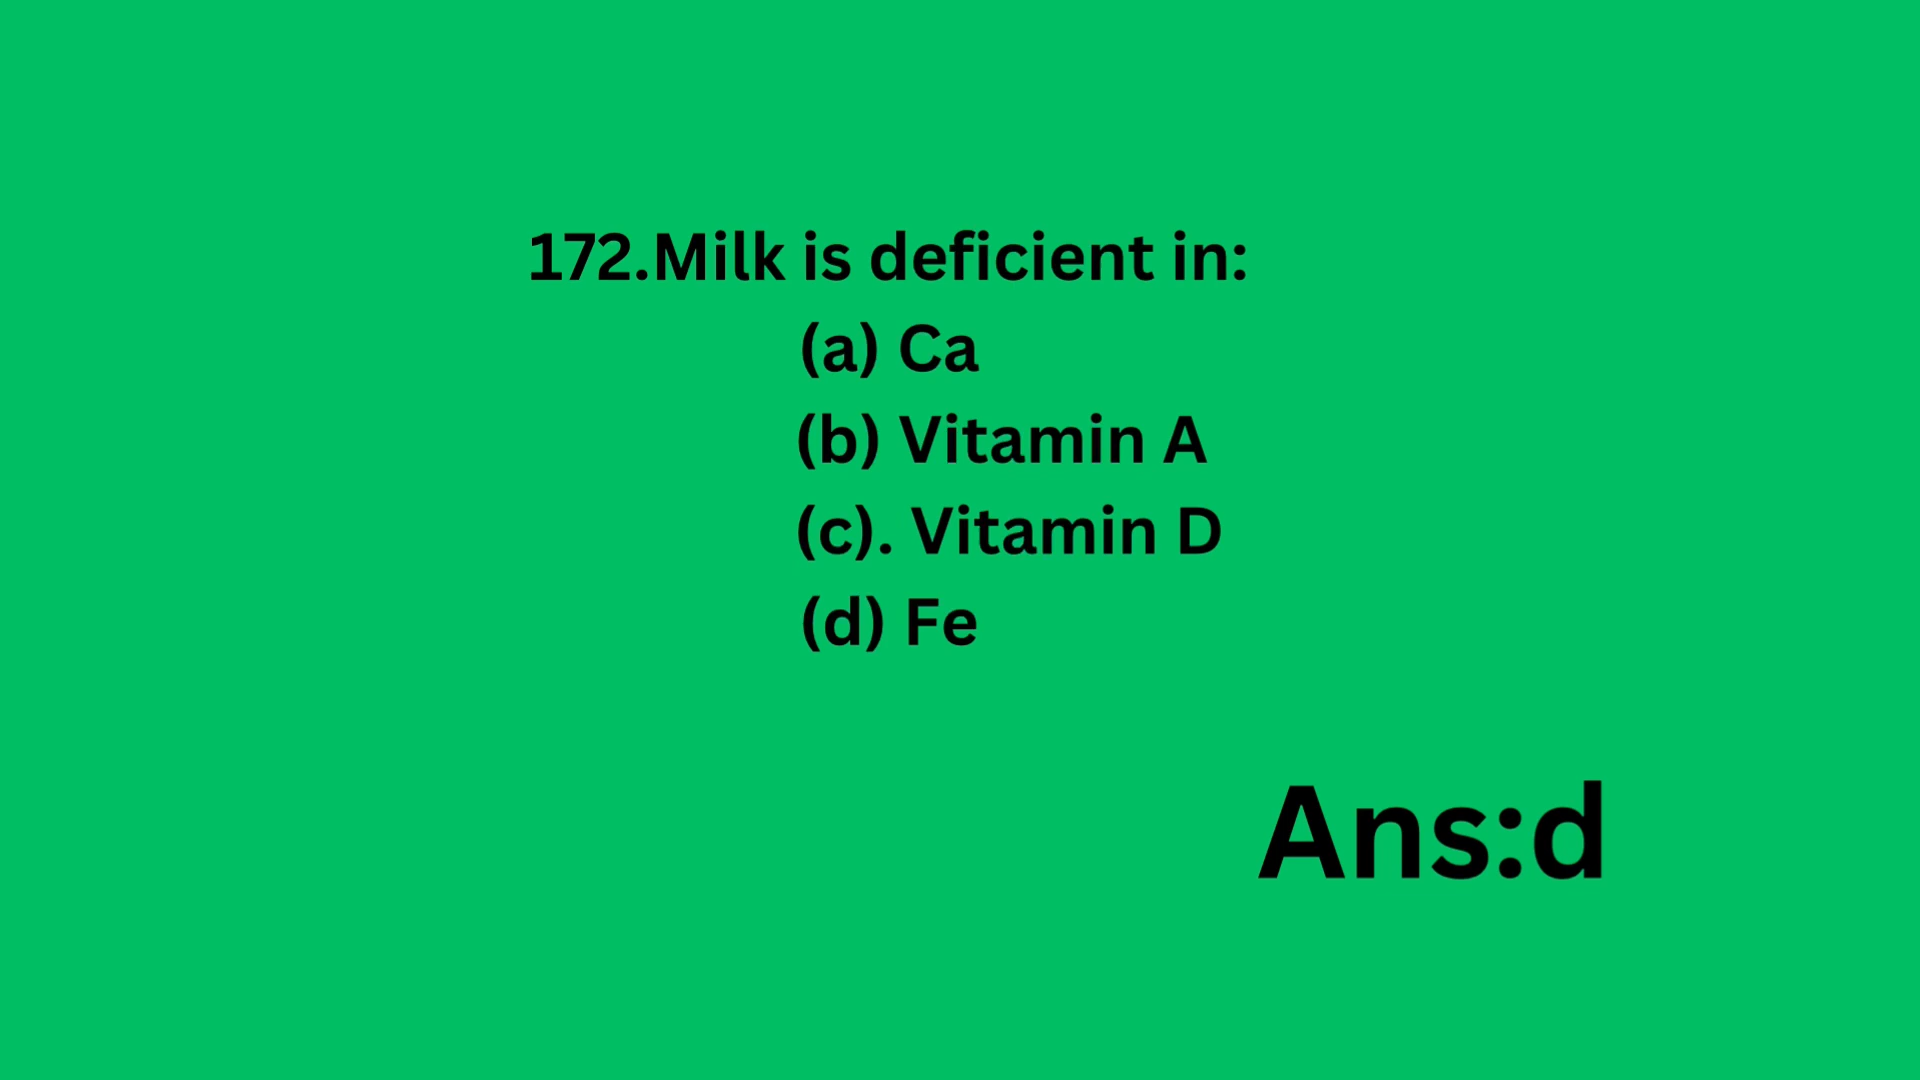 172.Milk is deficient in:
(a) Ca
(b) Vitamin A
(c). Vitamin D
(d) Fe
Ans:d